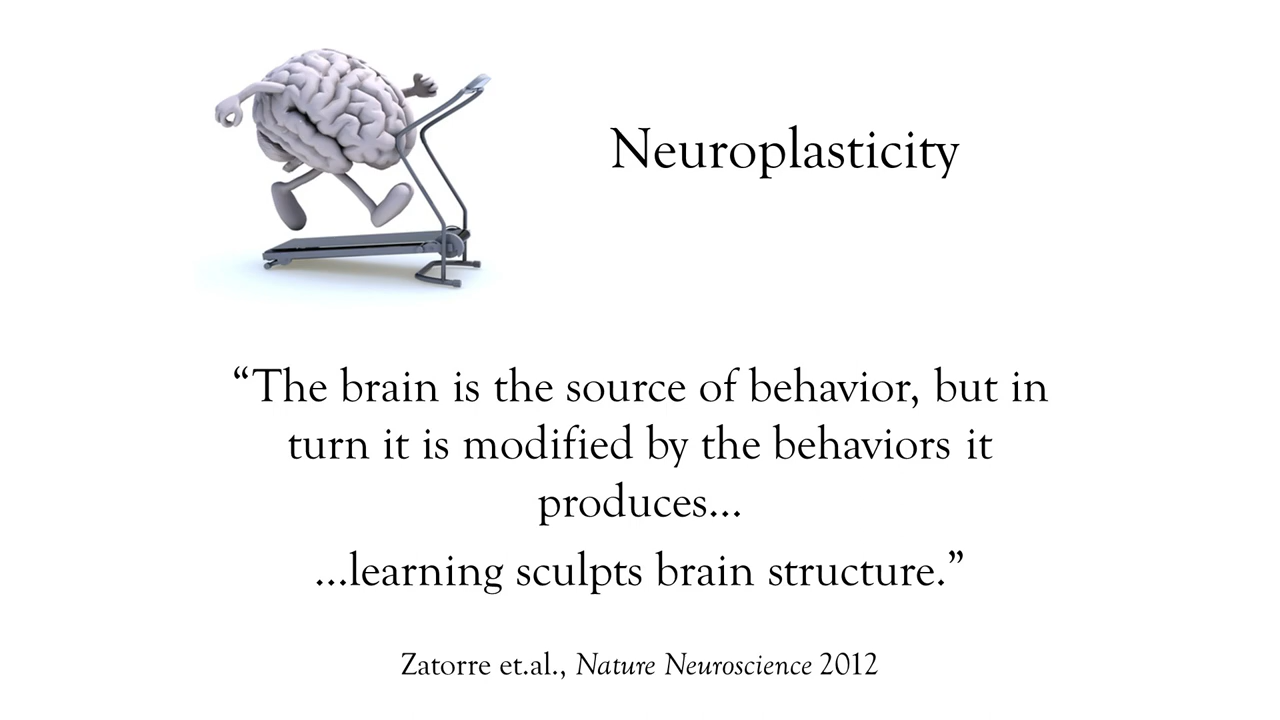 Neuroplasticity
“The brain is the source of behavior, but in
turn it is modified by the behaviors it
produces...
...learning sculpts brain structure.”
Zatorre et.al., Nature Neuroscience 2012